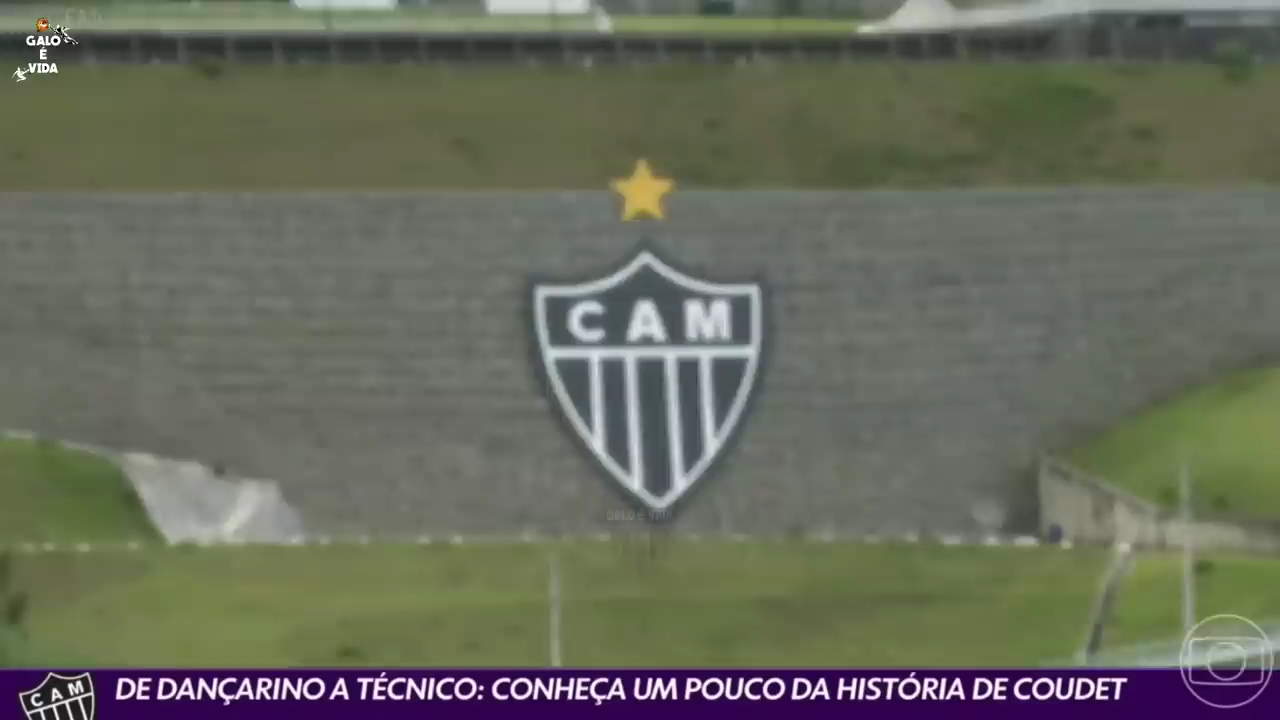 GALO
É
VIDA
CAM
CAM
DE DANÇARINO A TÉCNICO: CONHEÇA UM POUCO DA HISTÓRIA DE COUDET